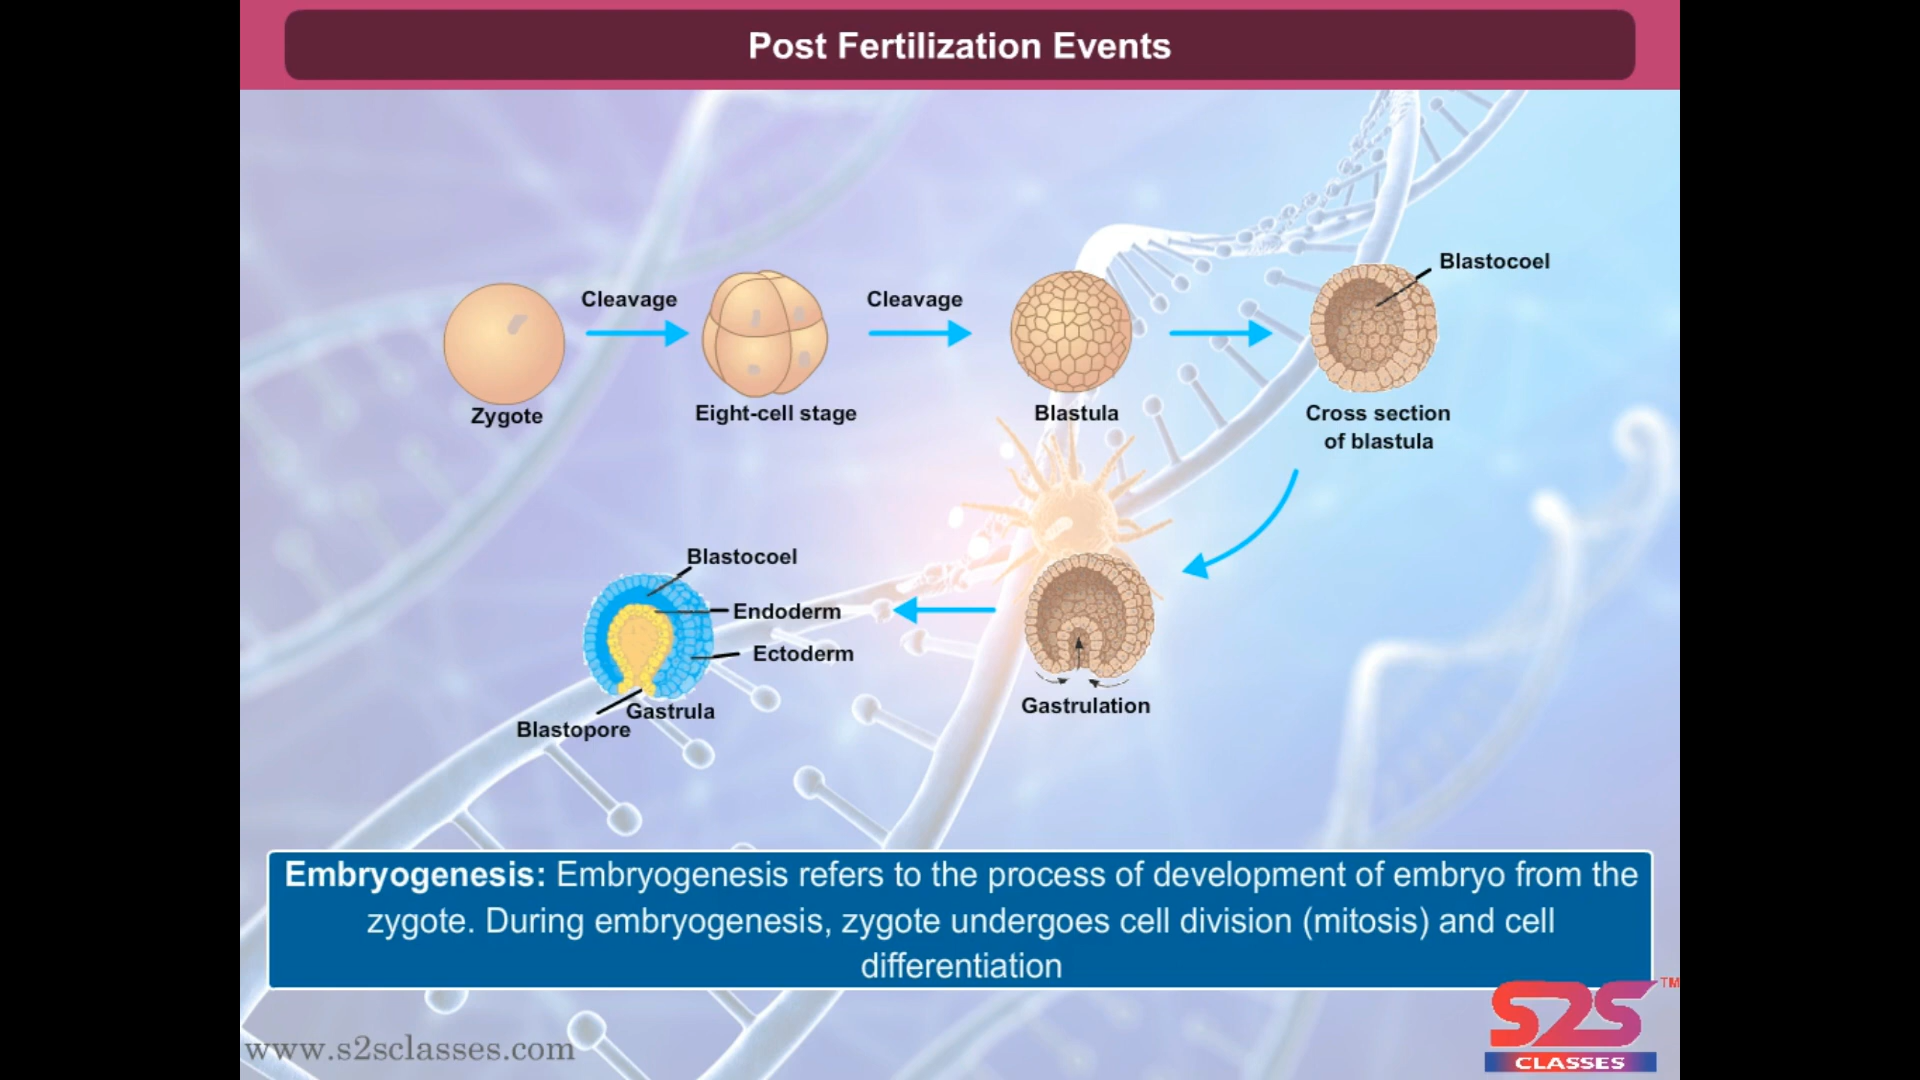 Post Fertilization Events
Blastocoel
Cleavage
Cleavage
Zygote
Eight-cell stage
Blastula
Cross section
of blastula
Blastocoel
Endoderm
Ectoderm
Gastrula
Blastopore
Gastrulation
Embryogenesis: Embryogenesis refers to the process of development of embryo from the
zygote. During embryogenesis, zygote undergoes cell division (mitosis) and cell
differentiation
www.s2sclasses.com
S2S TM
CLASSES